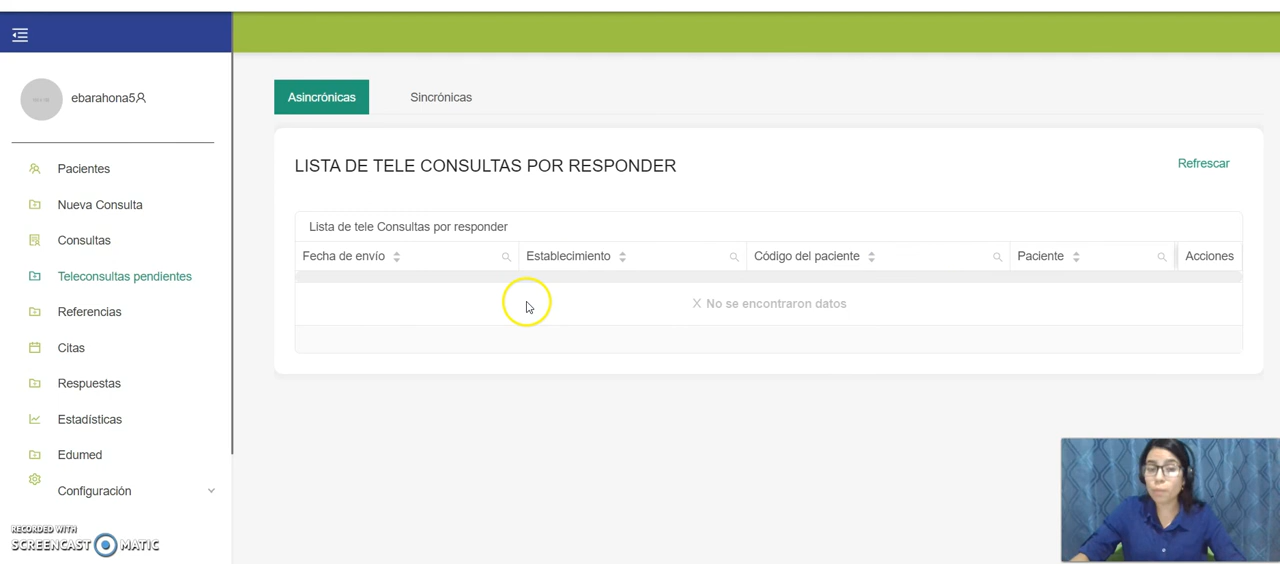 ebarahona5
Pacientes
Nueva Consulta
Consultas
Teleconsultas pendientes
Referencias
Citas
Respuestas
Estadísticas
Edumed
Configuración
RECORDED WITH
SCREENCAST MATIC
Asincrónicas Sincrónicas
LISTA DE TELE CONSULTAS POR RESPONDER
Refrescar
Lista de tele Consultas por responder
Fecha de envío Establecimiento Código del paciente Paciente Acciones
X No se encontraron datos